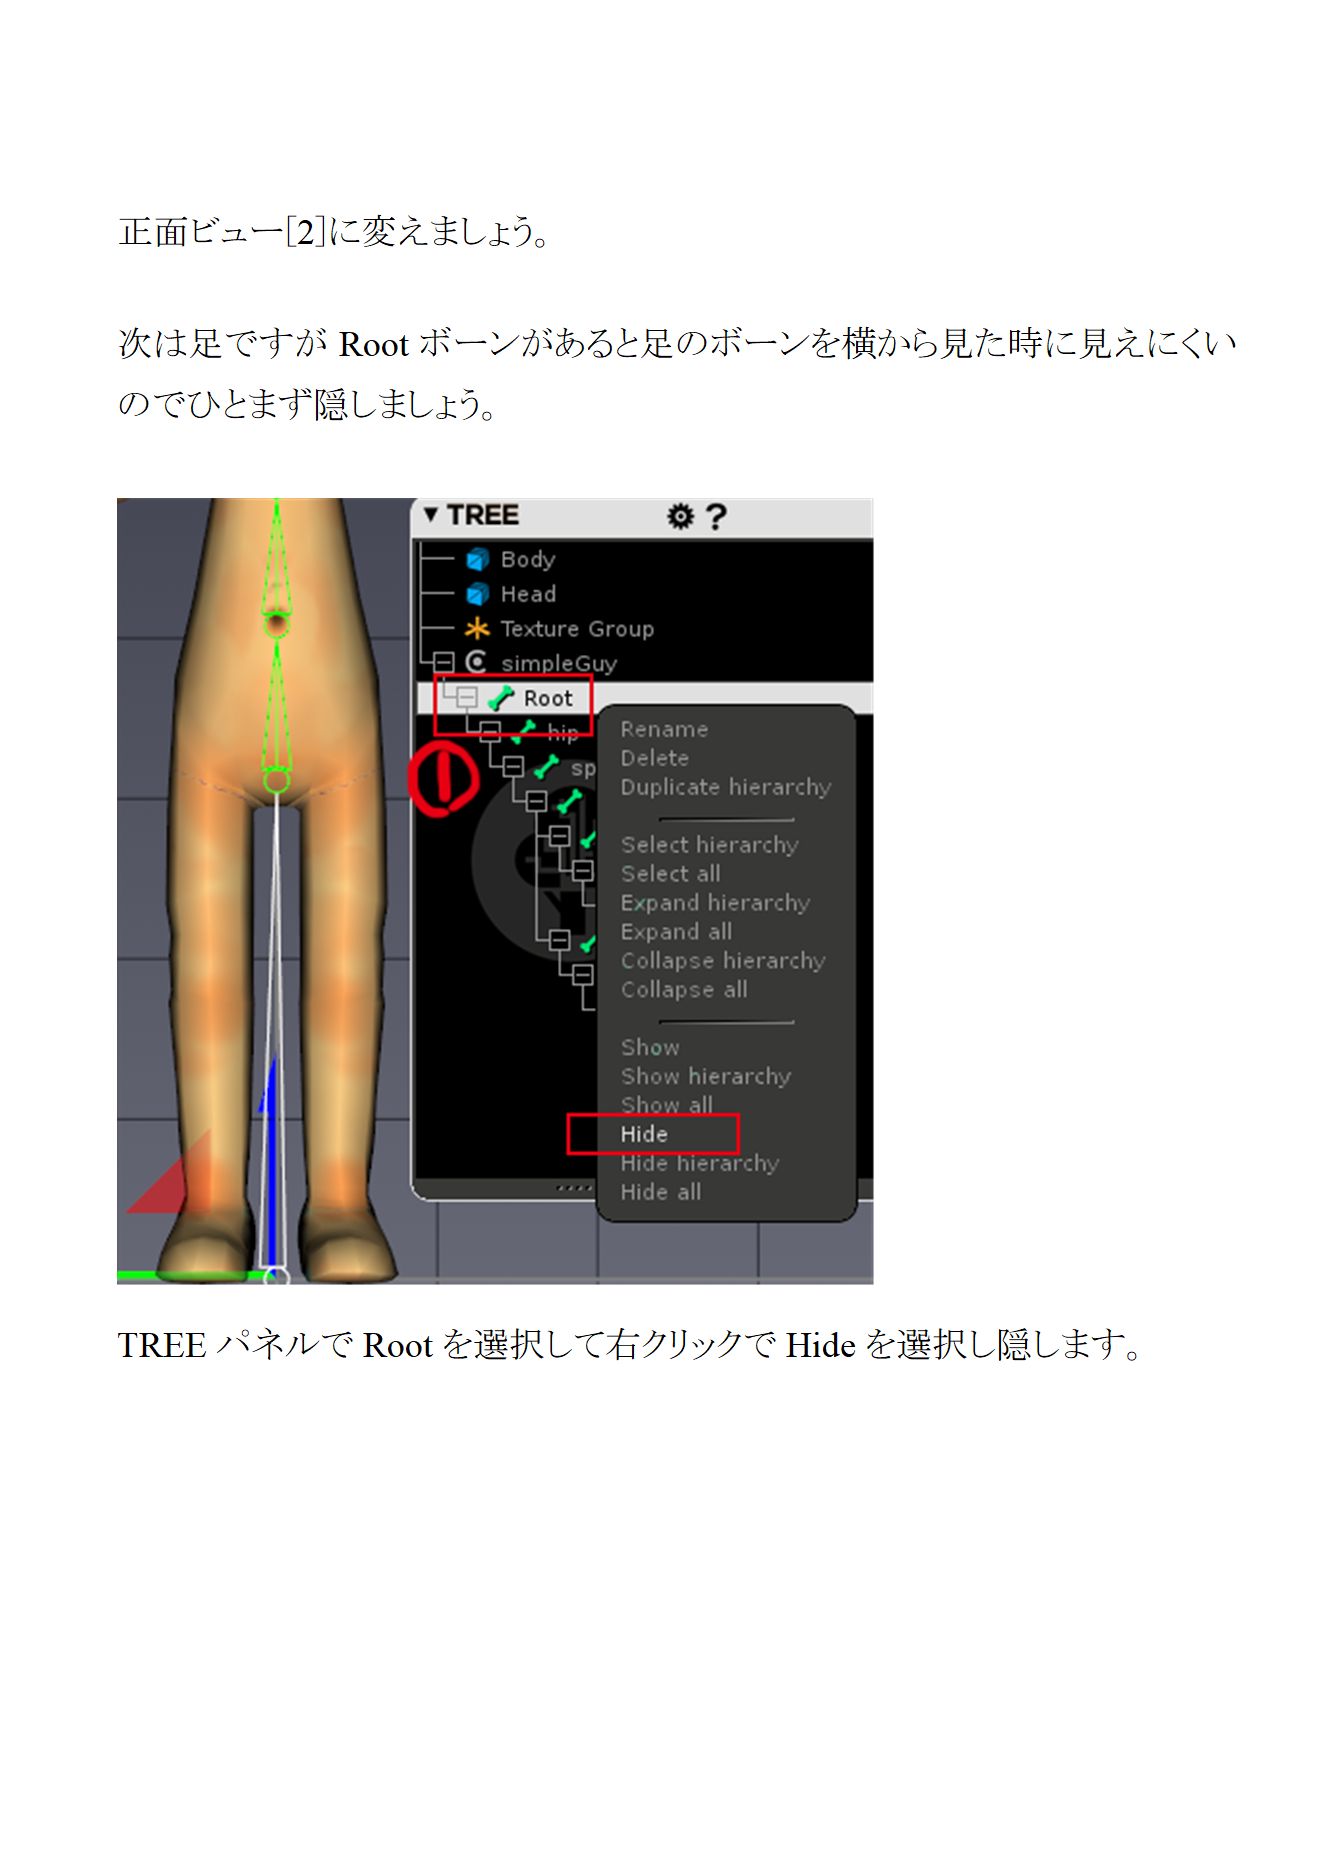 正面ビュー[2]に変えましょう。
次は足ですが Root ボーンがあると足のボーンを横から見た時に見えにくい
のでひとまず隠しましょう。
▼ TREE ?
Body
Head
Texture Group
simpleGuy
Root
hip
sp
①
Rename
Delete
Duplicate hierarchy
Select hierarchy
Select all
Expand hierarchy
Expand all
Collapse hierarchy
Collapse all
Show
Show hierarchy
Show all
Hide
Hide hierarchy
Hide all
TREE パネルで Root を選択して右クリックで Hide を選択し隠します。